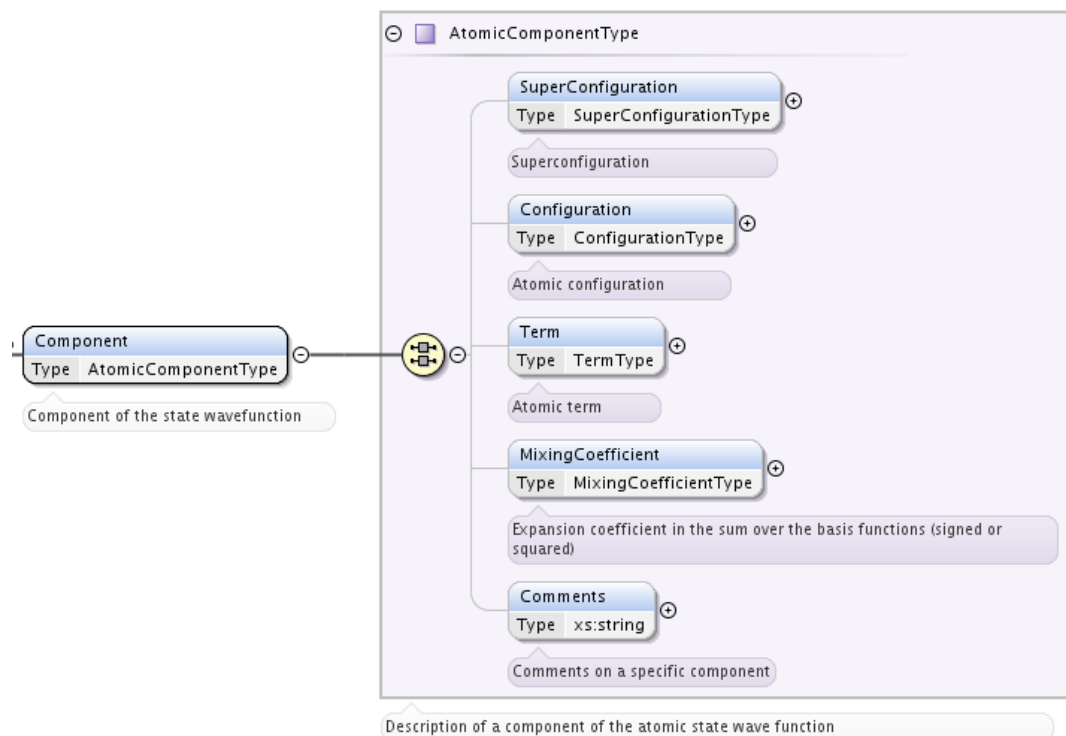 AtomicComponentType
SuperConfiguration
Type SuperConfigurationType
Superconfiguration
Configuration
Type ConfigurationType
Atomic configuration
Term
Type TermType
Atomic term
Component
Type AtomicComponentType
Component of the state wavefunction
MixingCoefficient
Type MixingCoefficientType
Expansion coefficient in the sum over the basis functions (signed or
squared)
Comments
Type xs:string
Comments on a specific component
Description of a component of the atomic state wave function